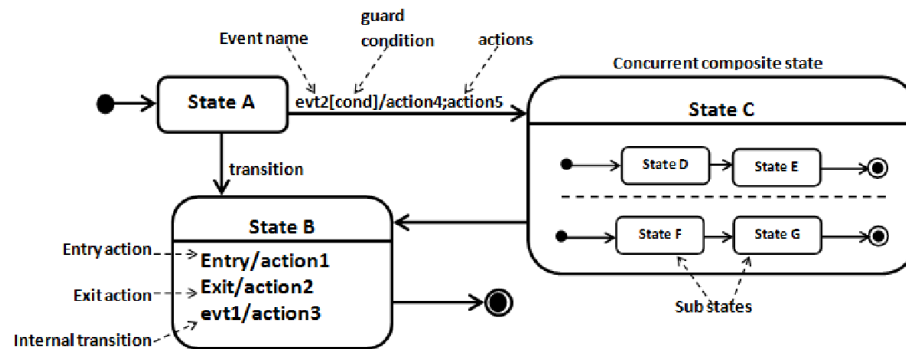 guard
condition
Event name
actions
Concurrent composite state
State A
evt2[cond]/action4;action5
State C
State D
State E
transition
State B
State F
State G
Entry action
Entry/action1
Exit action
Exit/action2
evt1/action3
Internal transition
Sub states